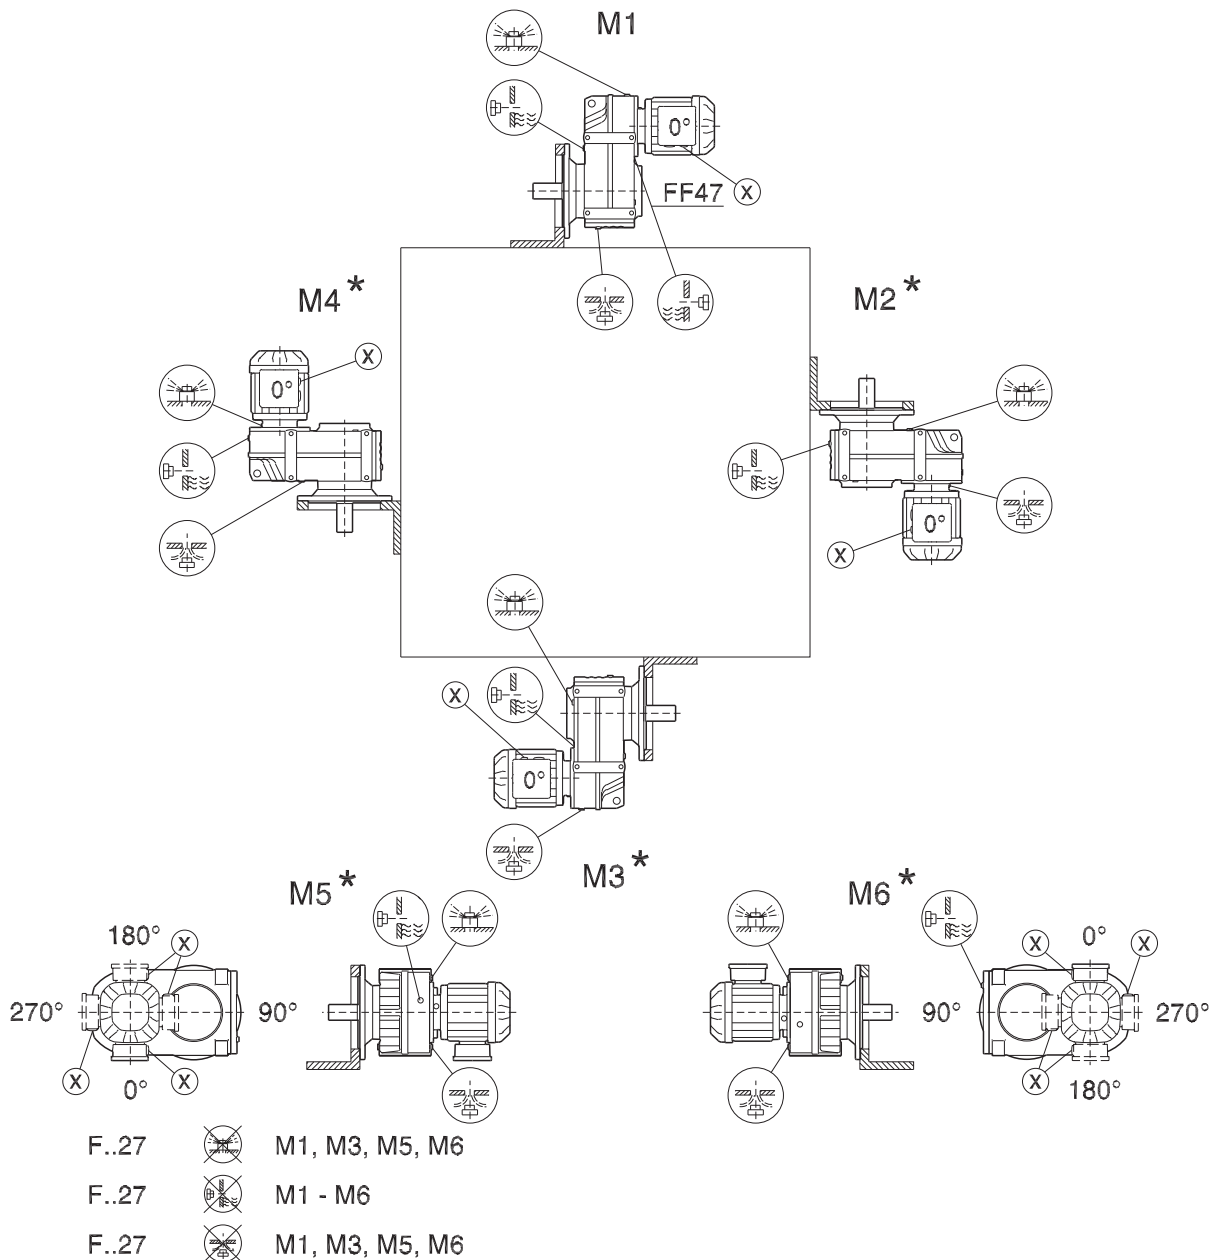 M1
0°
FF47 X
M4* M2*
X
0°
0°
X
X
0°
M3*
M5* M6*
180° X
270° 90°
X 0° X
X 0° X
90° 270°
X 180°
F..27 M1, M3, M5, M6
F..27 M1 - M6
F..27 M1, M3, M5, M6